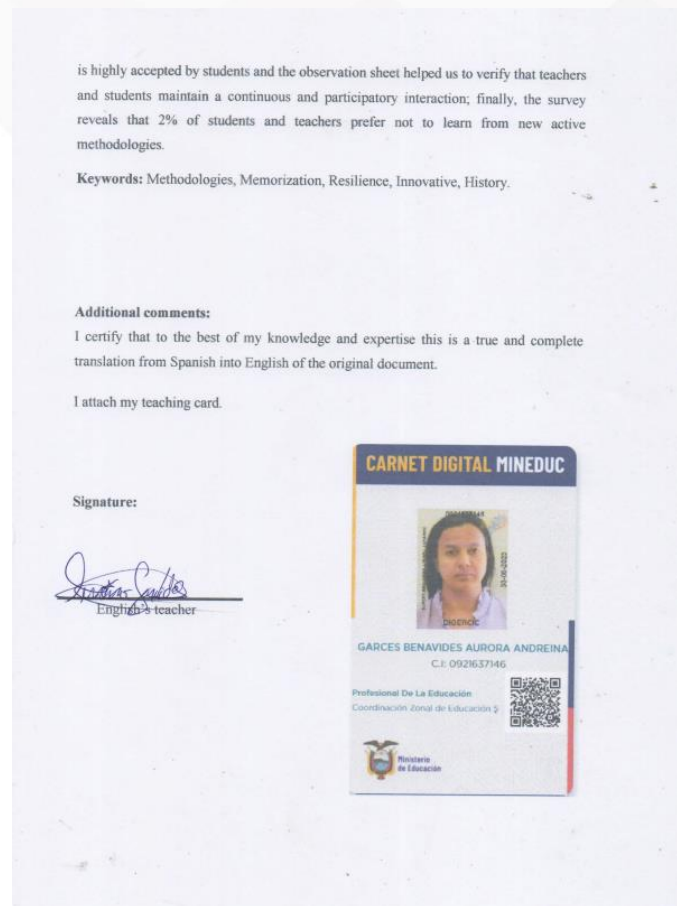 is highly accepted by students and the observation sheet helped us to verify that teachers
and students maintain a continuous and participatory interaction; finally, the survey
reveals that 2% of students and teachers prefer not to learn from new active
methodologies.
Keywords: Methodologies, Memorization, Resilience, Innovative, History.
Additional comments:
I certify that to the best of my knowledge and expertise this is a true and complete
translation from Spanish into English of the original document.
I attach my teaching card.
Signature:
English's teacher
CARNET DIGITAL MINEDUC
DIGERCIC
GARCES BENAVIDES AURORA ANDREINA
C.I: 0921637146
Profesional De La Educación
Coordinación Zonal de Educación 5
Ministerio
de Educación